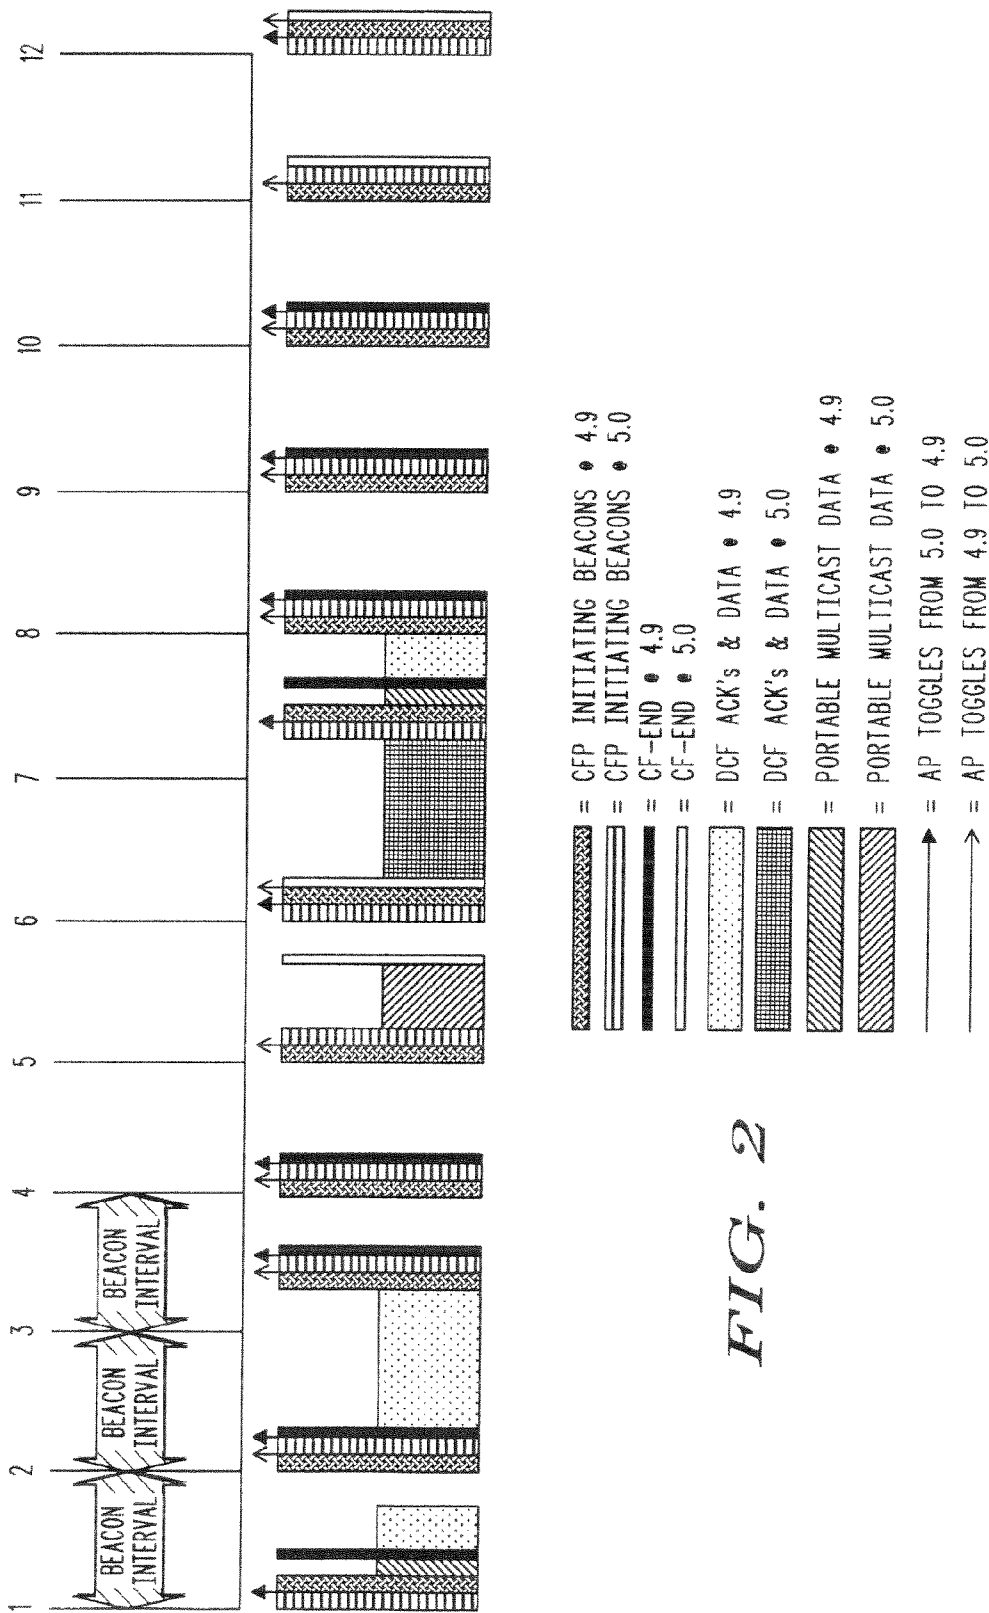 1 2 3 4 5 6 7 8 9 10 11 12
BEACON
INTERVAL
BEACON
INTERVAL
BEACON
INTERVAL
FIG. 2
= CFP INITIATING BEACONS @ 4.9
= CFP INITIATING BEACONS @ 5.0
= CF-END @ 4.9
= CF-END @ 5.0
= DCF ACK's & DATA @ 4.9
= DCF ACK's & DATA @ 5.0
= PORTABLE MULTICAST DATA @ 4.9
= PORTABLE MULTICAST DATA @ 5.0
= AP TOGGLES FROM 5.0 TO 4.9
= AP TOGGLES FROM 4.9 TO 5.0